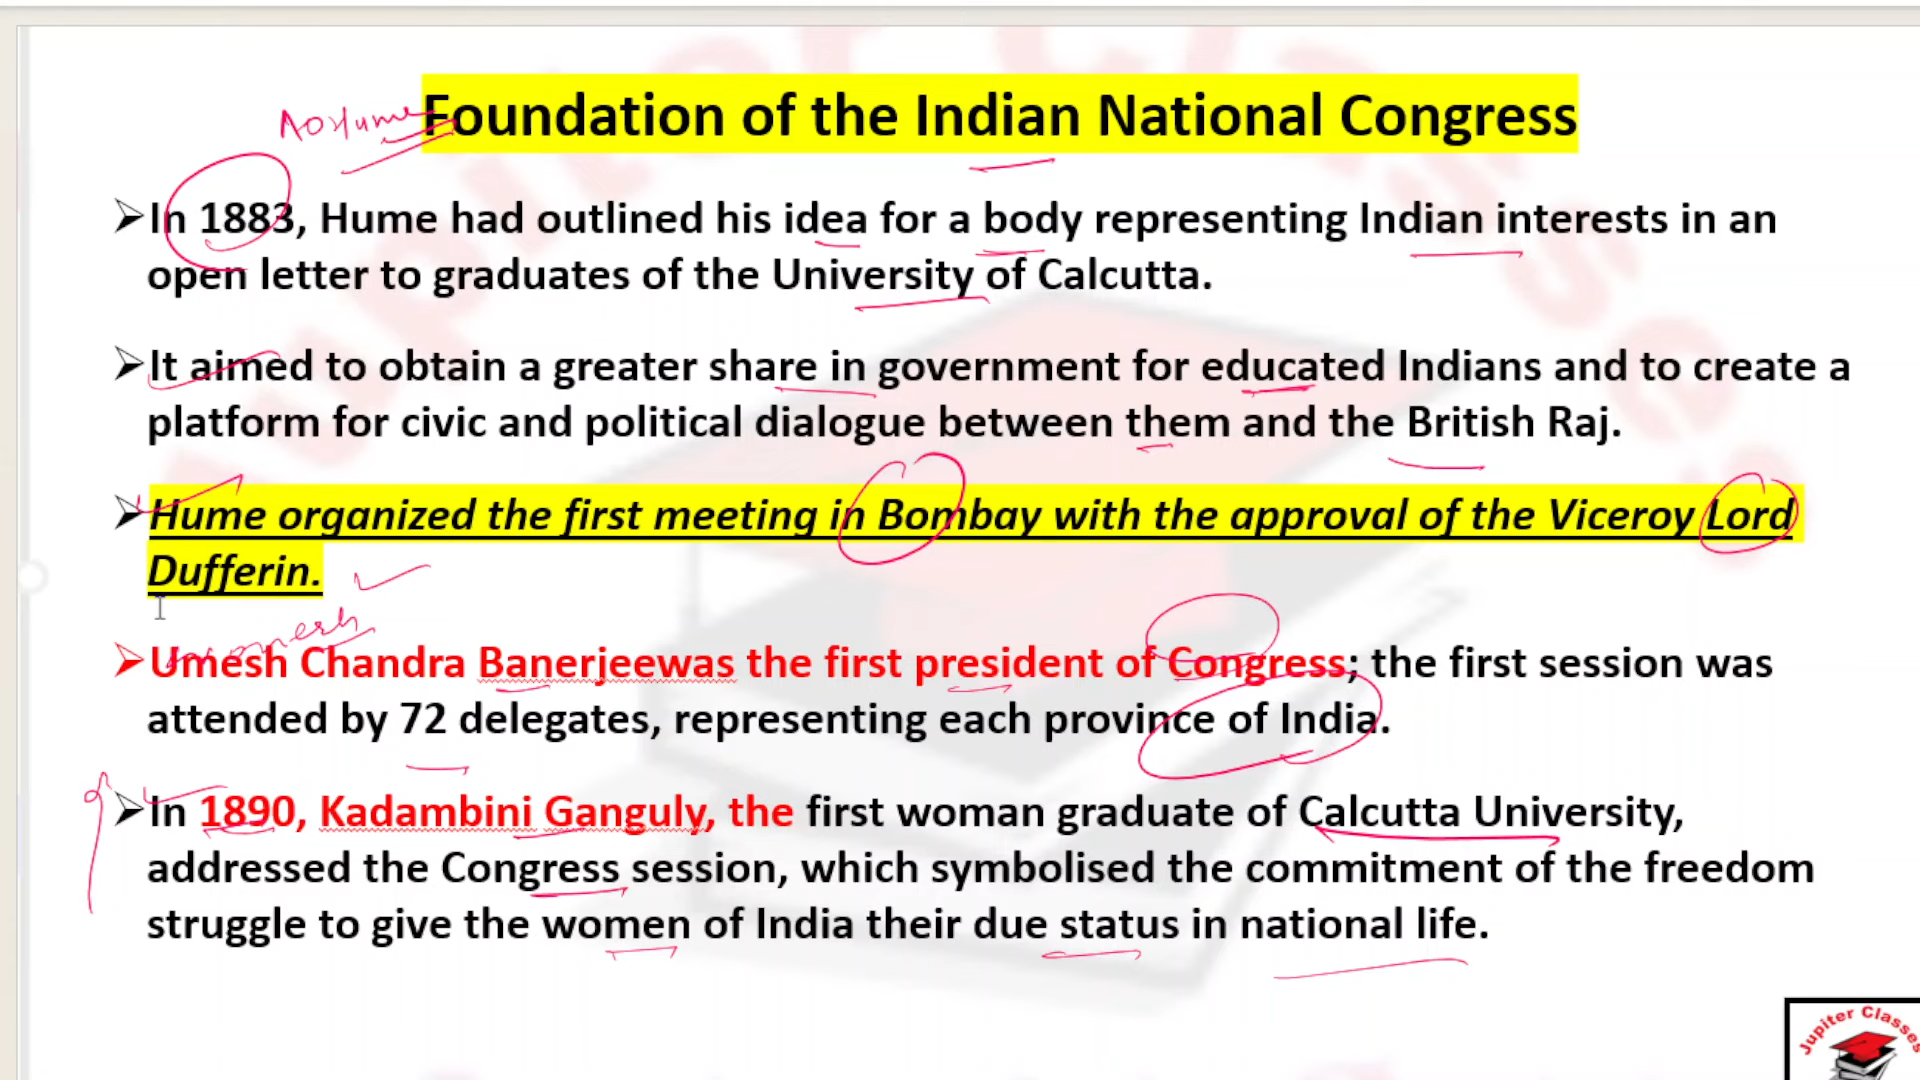 Foundation of the Indian National Congress
AO Hume
➤In 1883, Hume had outlined his idea for a body representing Indian interests in an
open letter to graduates of the University of Calcutta.
➤It aimed to obtain a greater share in government for educated Indians and to create a
platform for civic and political dialogue between them and the British Raj.
➤Hume organized the first meeting in Bombay with the approval of the Viceroy Lord
Dufferin.
➤Umesh Chandra Banerjeewas the first president of Congress; the first session was
attended by 72 delegates, representing each province of India.
➤In 1890, Kadambini Ganguly, the first woman graduate of Calcutta University,
addressed the Congress session, which symbolised the commitment of the freedom
struggle to give the women of India their due status in national life.
Jupiter Classes